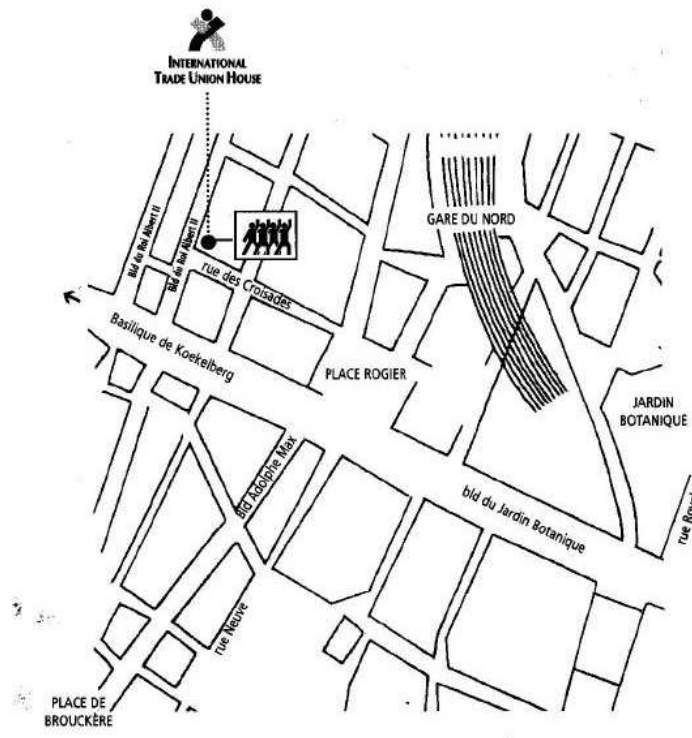 INTERNATIONAL
TRADE UNION HOUSE
GARE DU NORD
Bld du Roi Albert II
Bld du Roi Albert II
rue des Croisades
Basilique de Koekelberg
PLACE ROGIER
JARDIN
BOTANIQUE
Bld Adolphe Max
bld du Jardin Botanique
rue Neuve
PLACE DE
BROUCKÈRE
rue